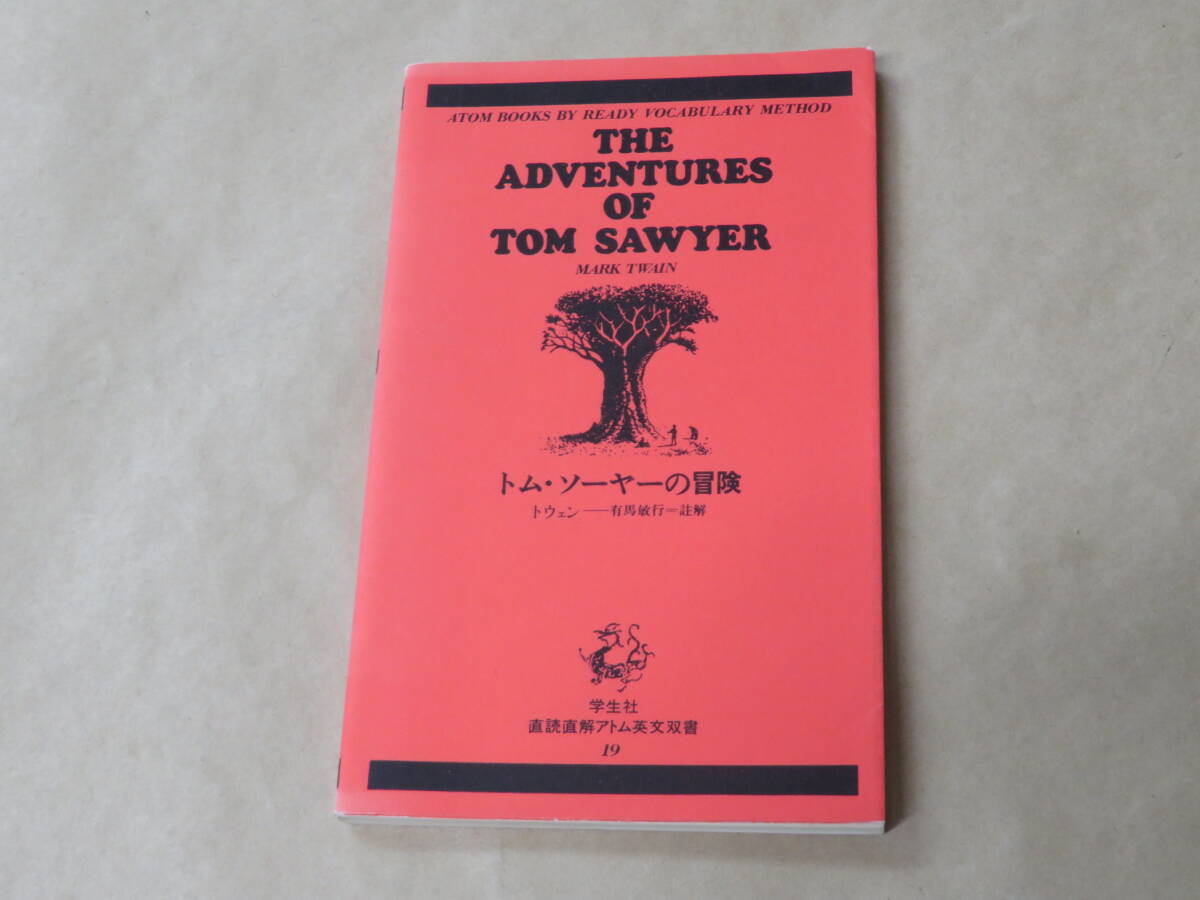 ATOM BOOKS BY READY VOCABULARY METHOD
THE
ADVENTURES
OF
TOM SAWYER
MARK TWAIN
トム・ソーヤーの冒険
トウェン──有馬敏行＝註解
学生社
直読直解アトム英文双書
19